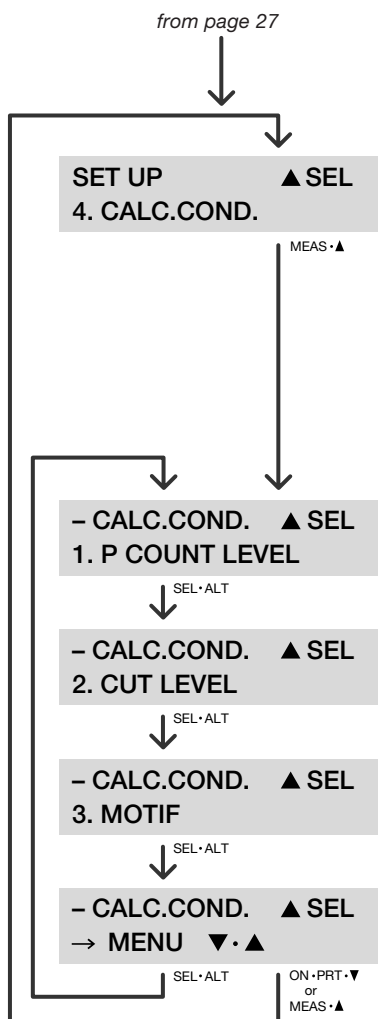 from page 27
SET UP ▲ SEL
4. CALC.COND.
MEAS・▲
– CALC.COND. ▲ SEL
1. P COUNT LEVEL
SEL・ALT
– CALC.COND. ▲ SEL
2. CUT LEVEL
SEL・ALT
– CALC.COND. ▲ SEL
3. MOTIF
SEL・ALT
– CALC.COND. ▲ SEL
→ MENU ▼・▲
SEL・ALT
ON・PRT・▼
or
MEAS・▲